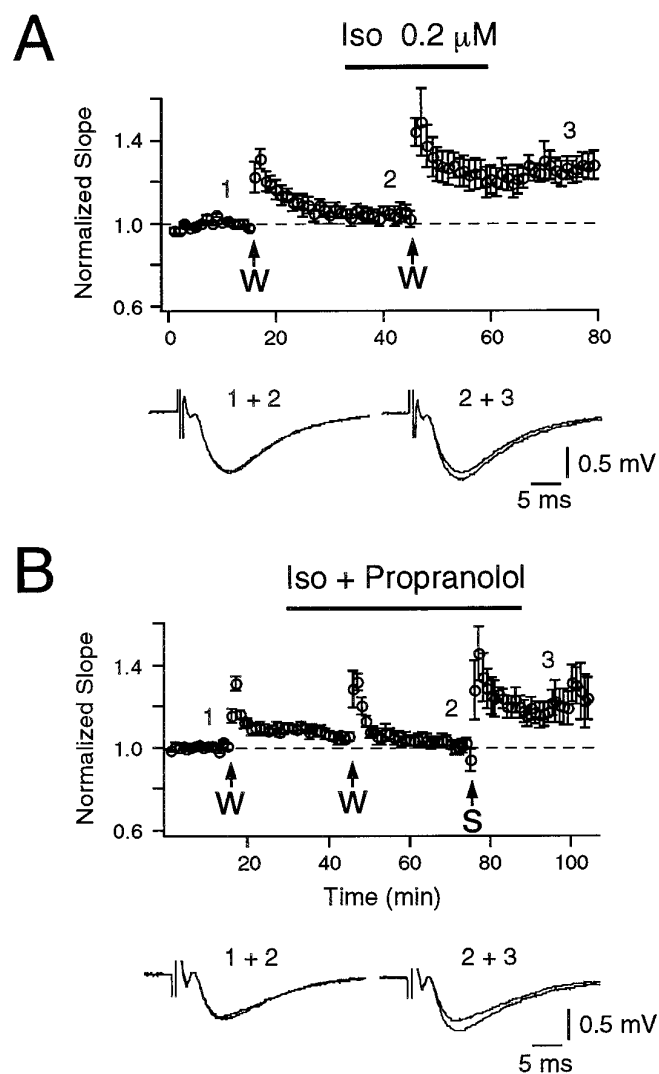 A
Iso 0.2 µM
Normalized Slope
1.4
1.0
0.6
1
2
3
W
W
0
20
40
60
80
1 + 2
2 + 3
0.5 mV
5 ms
B
Iso + Propranolol
Normalized Slope
1.4
1.0
0.6
1
2
3
W
W
S
20
40
60
80
100
Time (min)
1 + 2
2 + 3
0.5 mV
5 ms